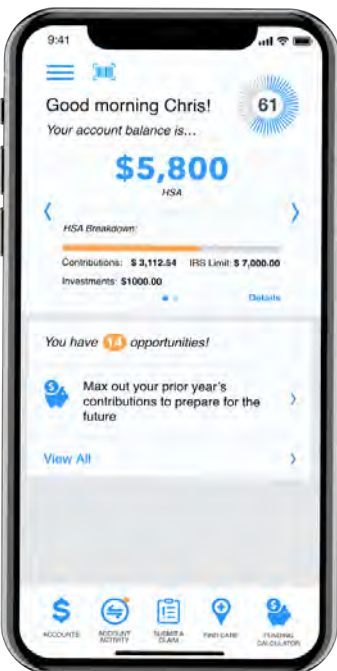 9:41
Good morning Chris!
61
Your account balance is...
$5,800
HSA
HSA Breakdown:
Contributions: $ 3,112.54 IRS Limit: $ 7,000.00
Investments: $1000.00
Details
You have 14 opportunities!
Max out your prior year's
contributions to prepare for the
future
View All
ACCOUNTS
ACCOUNT
ACTIVITY
SUBMIT A
CLAIM
FIND CARE
FUNDING
CALCULATOR